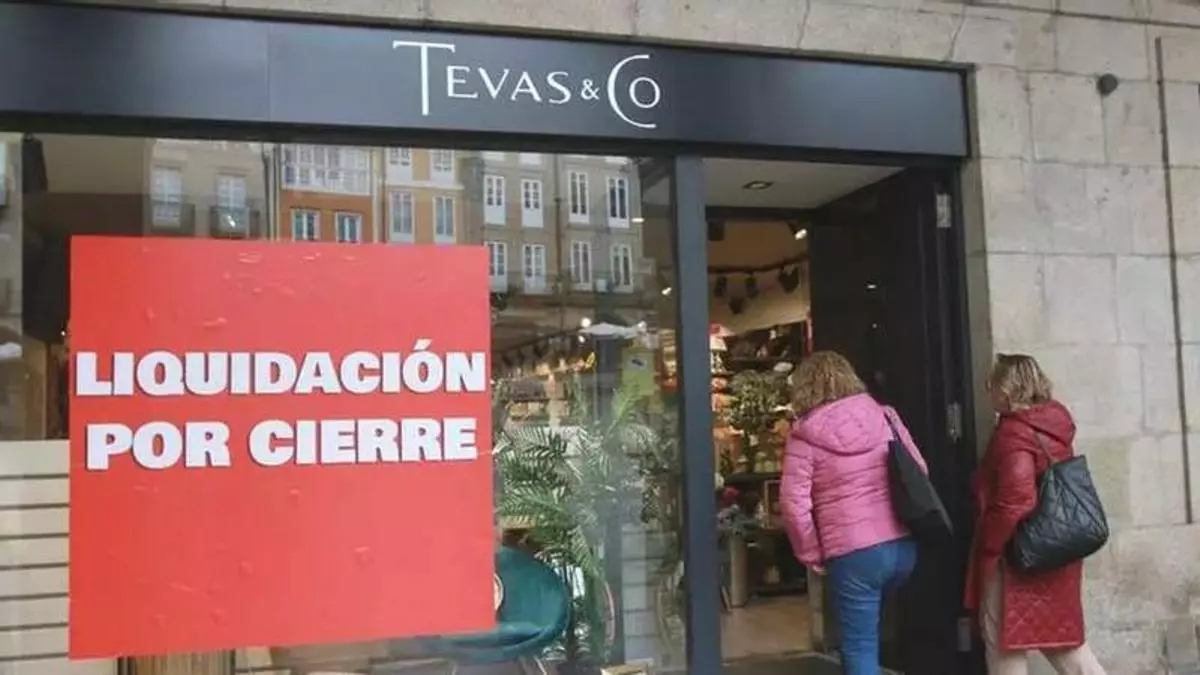 TEVAS & CO
LIQUIDACIÓN
POR CIERRE